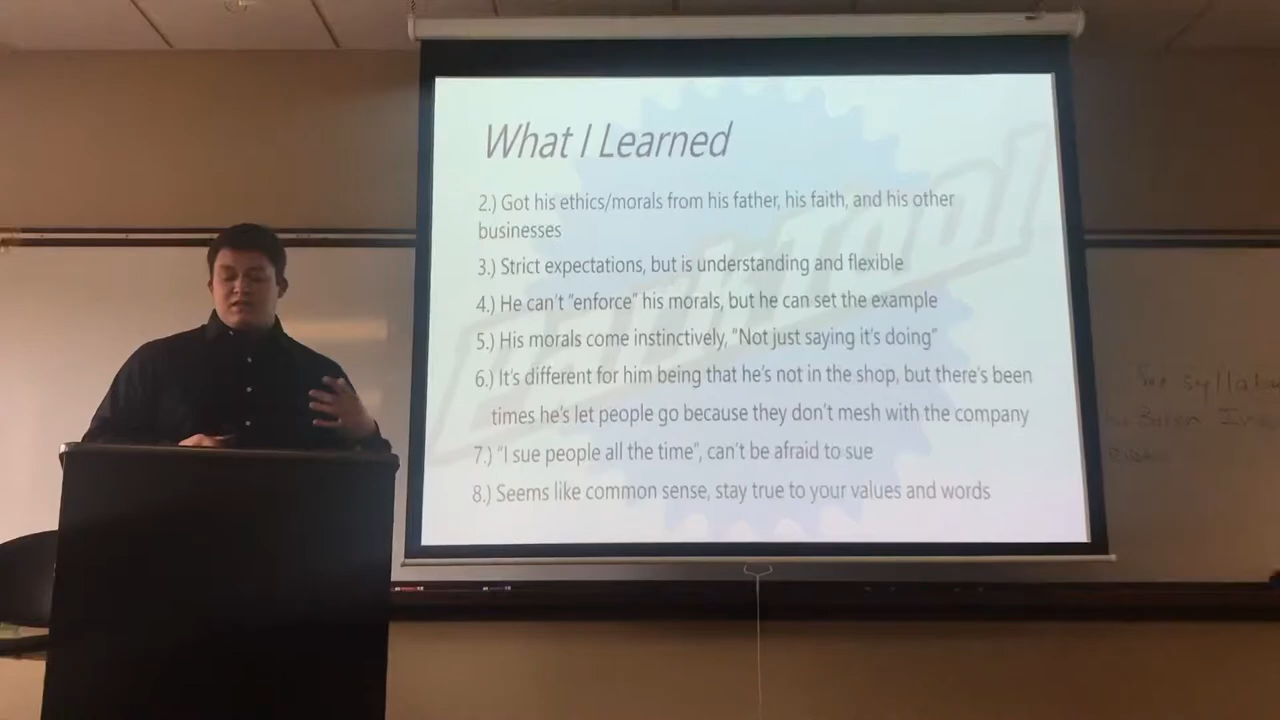 What I Learned
2.) Got his ethics/morals from his father, his faith, and his other
businesses
3.) Strict expectations, but is understanding and flexible
4.) He can't "enforce" his morals, but he can set the example
5.) His morals come instinctively, "Not just saying it's doing"
6.) It's different for him being that he's not in the shop, but there's been
times he's let people go because they don't mesh with the company
7.) "I sue people all the time", can't be afraid to sue
8.) Seems like common sense, stay true to your values and words